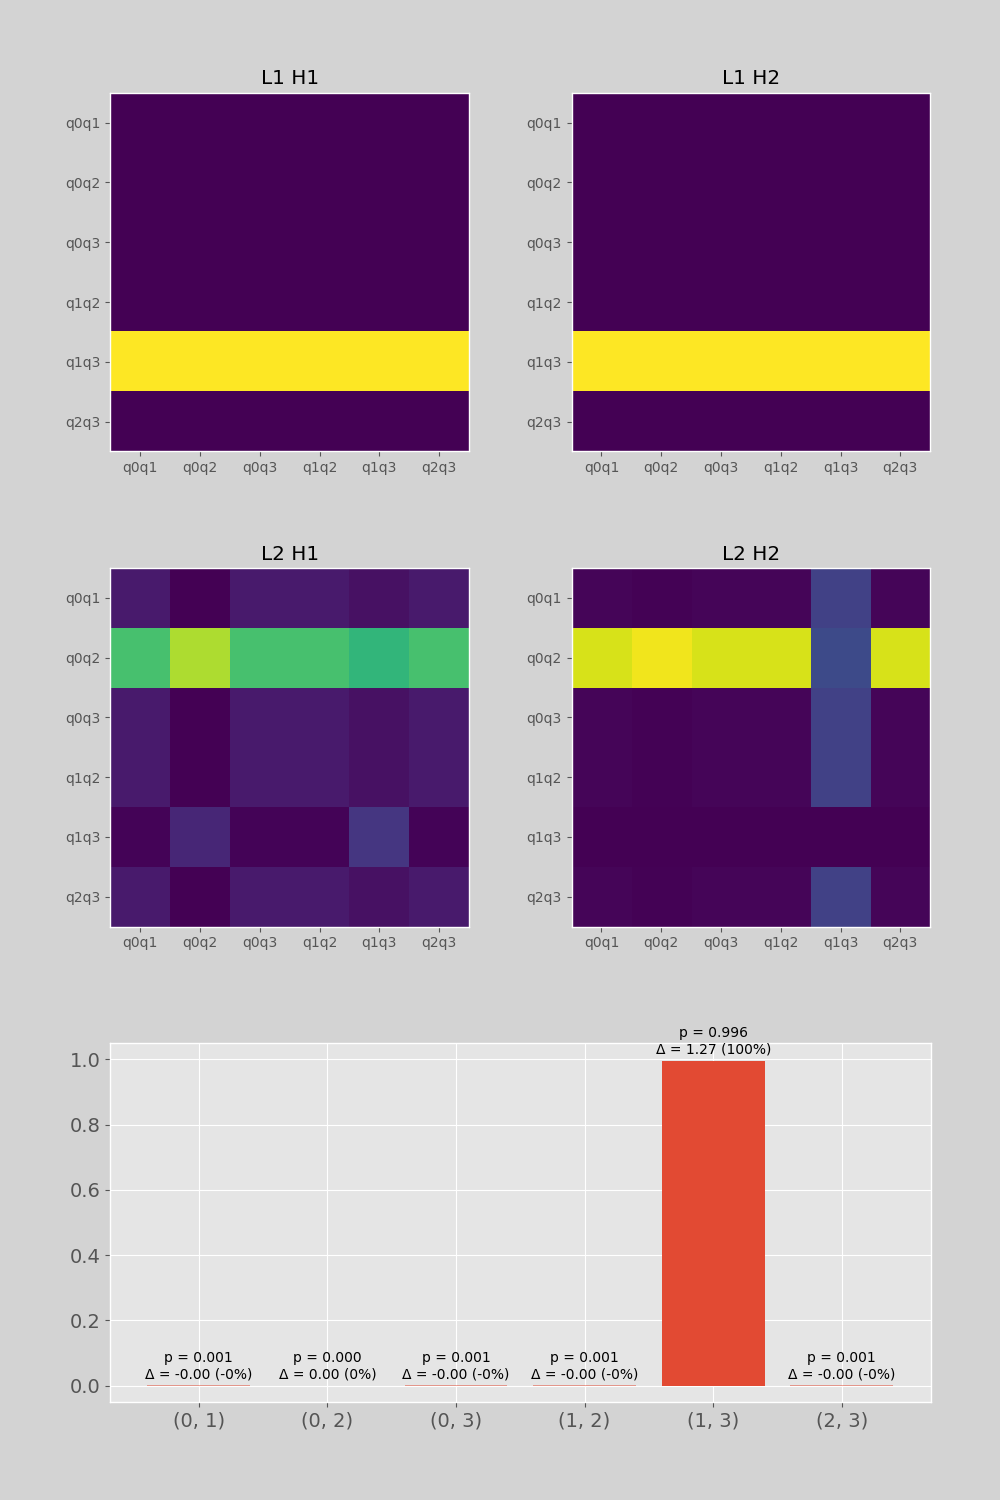 L1 H1
L1 H2
q0q1
q0q2
q0q3
q1q2
q1q3
q2q3
q0q1 q0q2 q0q3 q1q2 q1q3 q2q3
q0q1
q0q2
q0q3
q1q2
q1q3
q2q3
q0q1 q0q2 q0q3 q1q2 q1q3 q2q3
L2 H1
L2 H2
q0q1
q0q2
q0q3
q1q2
q1q3
q2q3
q0q1 q0q2 q0q3 q1q2 q1q3 q2q3
q0q1
q0q2
q0q3
q1q2
q1q3
q2q3
q0q1 q0q2 q0q3 q1q2 q1q3 q2q3
1.0
0.8
0.6
0.4
0.2
0.0
p = 0.001
Δ = -0.00 (-0%)
p = 0.000
Δ = 0.00 (0%)
p = 0.001
Δ = -0.00 (-0%)
p = 0.001
Δ = -0.00 (-0%)
p = 0.996
Δ = 1.27 (100%)
p = 0.001
Δ = -0.00 (-0%)
(0, 1) (0, 2) (0, 3) (1, 2) (1, 3) (2, 3)